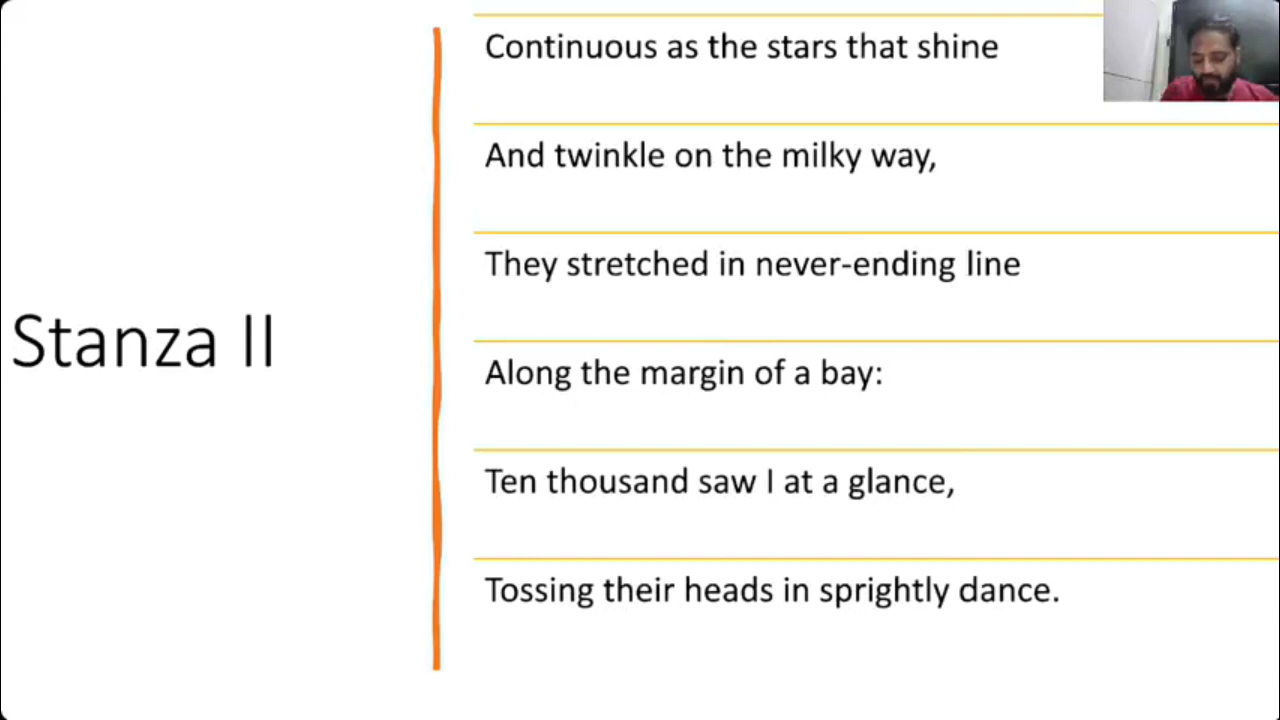 Stanza II
Continuous as the stars that shine
And twinkle on the milky way,
They stretched in never-ending line
Along the margin of a bay:
Ten thousand saw I at a glance,
Tossing their heads in sprightly dance.